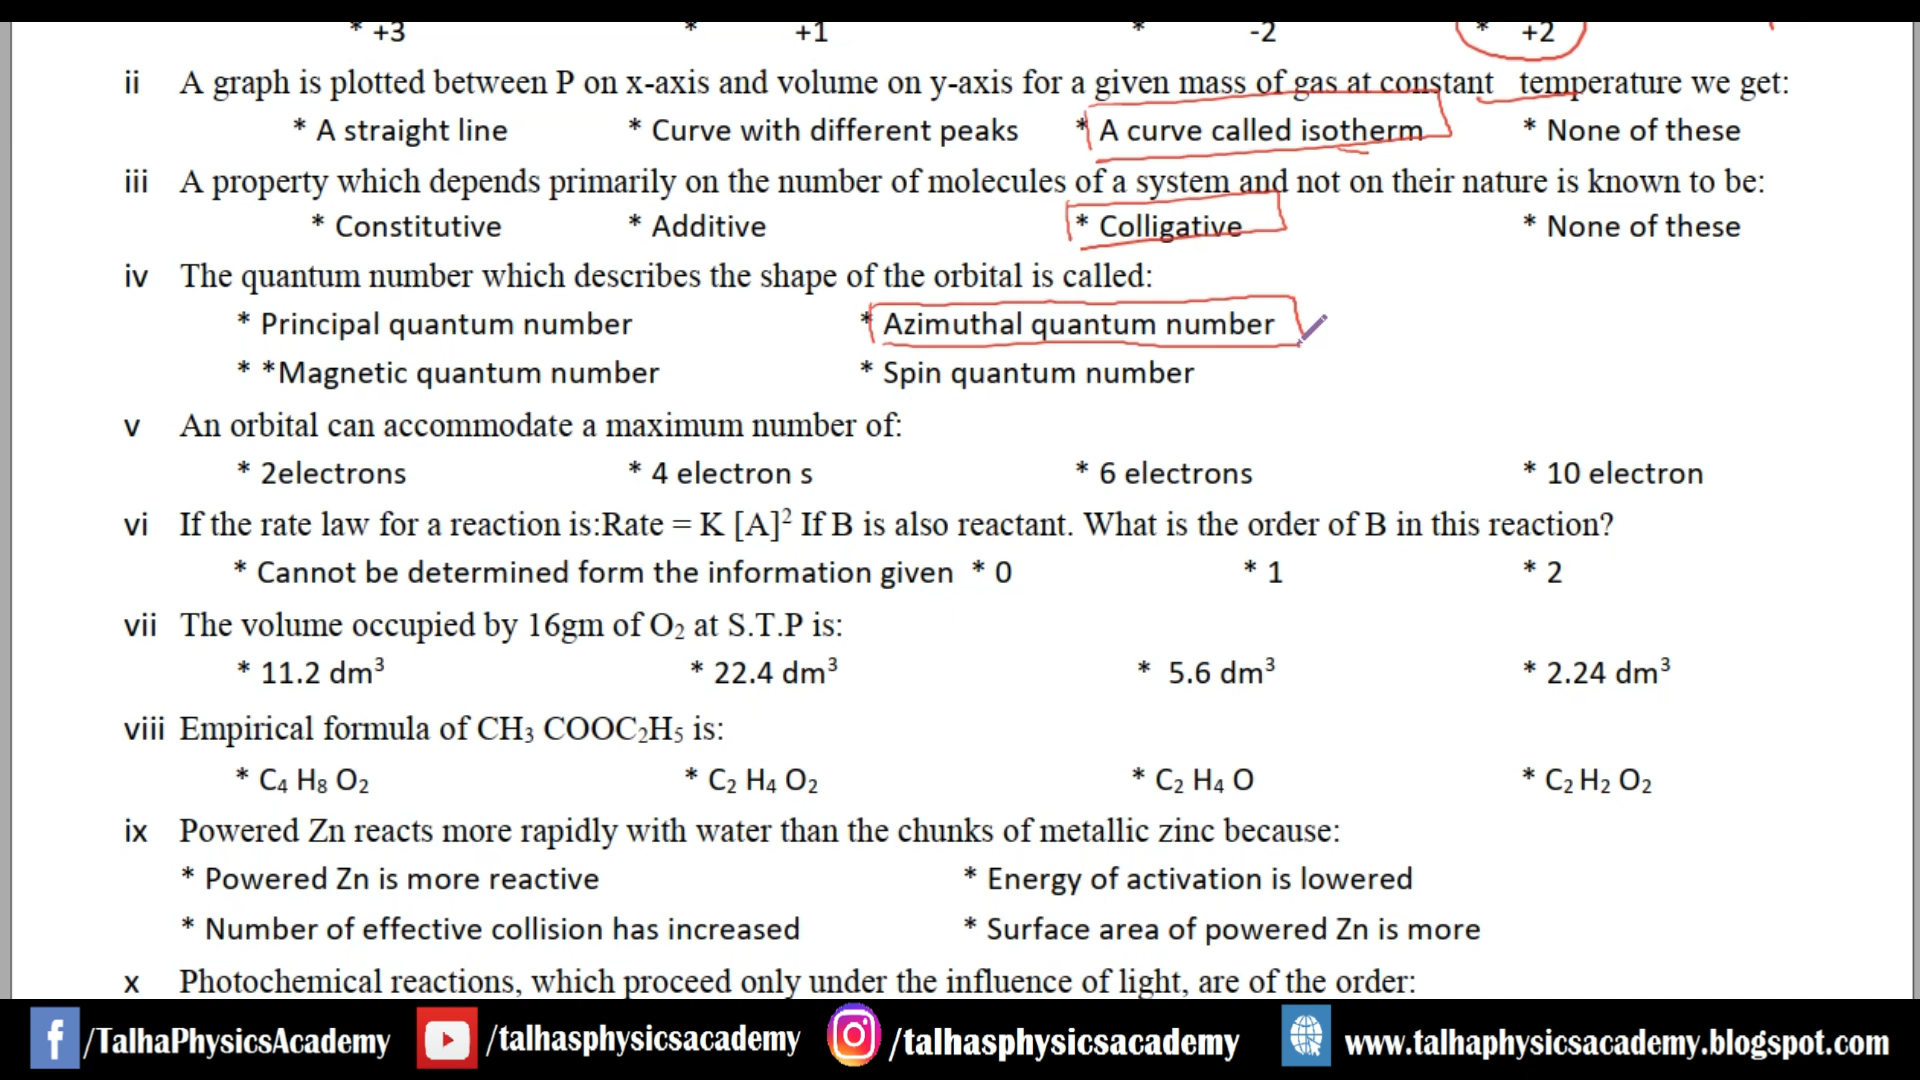 * +3 * +1 * -2 * +2
ii A graph is plotted between P on x-axis and volume on y-axis for a given mass of gas at constant temperature we get:
* A straight line * Curve with different peaks * A curve called isotherm * None of these
iii A property which depends primarily on the number of molecules of a system and not on their nature is known to be:
* Constitutive * Additive * Colligative * None of these
iv The quantum number which describes the shape of the orbital is called:
* Principal quantum number * Azimuthal quantum number
* *Magnetic quantum number * Spin quantum number
v An orbital can accommodate a maximum number of:
* 2electrons * 4 electron s * 6 electrons * 10 electron
vi If the rate law for a reaction is:Rate = K [A]² If B is also reactant. What is the order of B in this reaction?
* Cannot be determined form the information given * 0 * 1 * 2
vii The volume occupied by 16gm of O₂ at S.T.P is:
* 11.2 dm³ * 22.4 dm³ * 5.6 dm³ * 2.24 dm³
viii Empirical formula of CH₃ COOC₂H₅ is:
* C₄ H₈ O₂ * C₂ H₄ O₂ * C₂ H₄ O * C₂ H₂ O₂
ix Powered Zn reacts more rapidly with water than the chunks of metallic zinc because:
* Powered Zn is more reactive * Energy of activation is lowered
* Number of effective collision has increased * Surface area of powered Zn is more
x Photochemical reactions, which proceed only under the influence of light, are of the order:
/TalhaPhysicsAcademy /talhasphysicsacademy /talhasphysicsacademy www.talhaphysicsacademy.blogspot.com